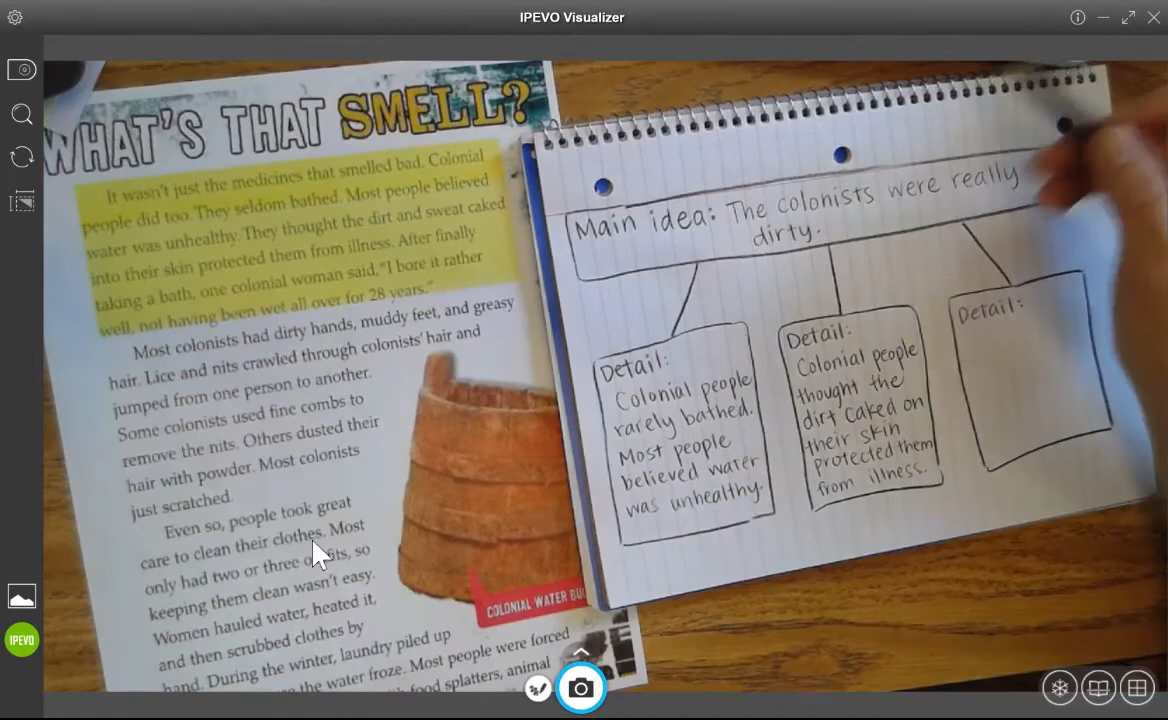 IPEVO Visualizer
WHAT'S THAT SMELL?
It wasn't just the medicines that smelled bad. Colonial
people did too. They seldom bathed. Most people believed
water was unhealthy. They thought the dirt and sweat caked
into their skin protected them from illness. After finally
taking a bath, one colonial woman said, "I bore it rather
well, not having been wet all over for 28 years."
Most colonists had dirty hands, muddy feet, and greasy
hair. Lice and nits crawled through colonists' hair and
jumped from one person to another.
Some colonists used fine combs to
remove the nits. Others dusted their
hair with powder. Most colonists
just scratched.
Even so, people took great
care to clean their clothes. Most
only had two or three outfits, so
keeping them clean wasn't easy.
Women hauled water, heated it,
and then scrubbed clothes by
hand. During the winter, laundry piled up
the water froze. Most people were forced
food splatters, animal
COLONIAL WATER
Main idea: The colonists were really
dirty.
Detail:
Colonial people
rarely bathed.
Most people
believed water
was unhealthy.
Detail:
Colonial people
thought the
dirt caked on
their skin
protected them
from illness.
Detail:
IPEVO